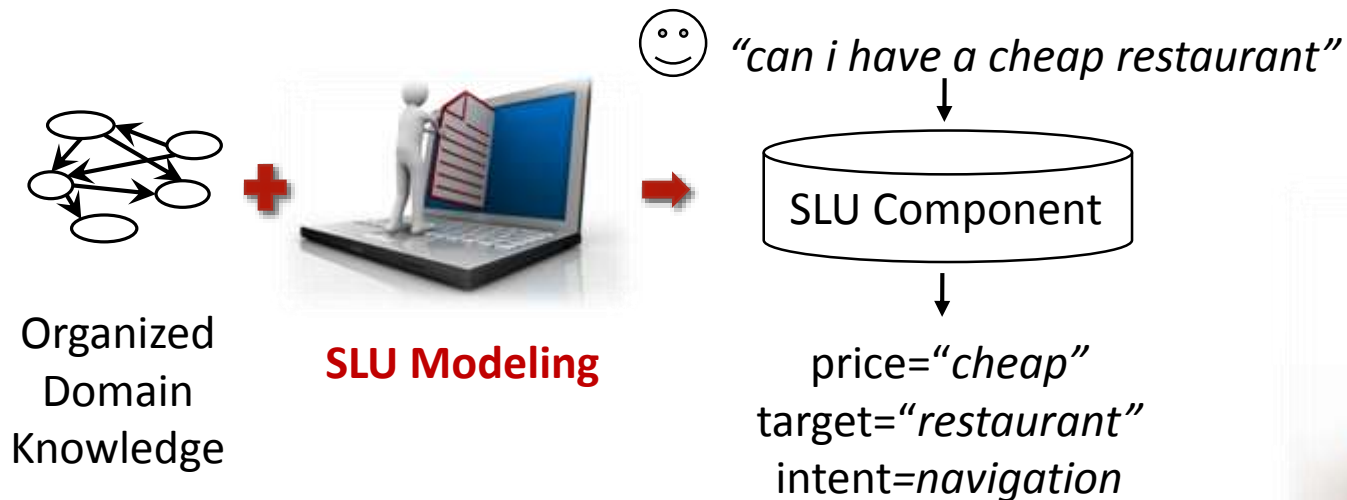 “can i have a cheap restaurant”
SLU Component
Organized
Domain
Knowledge
SLU Modeling
price=“cheap”
target=“restaurant”
intent=navigation